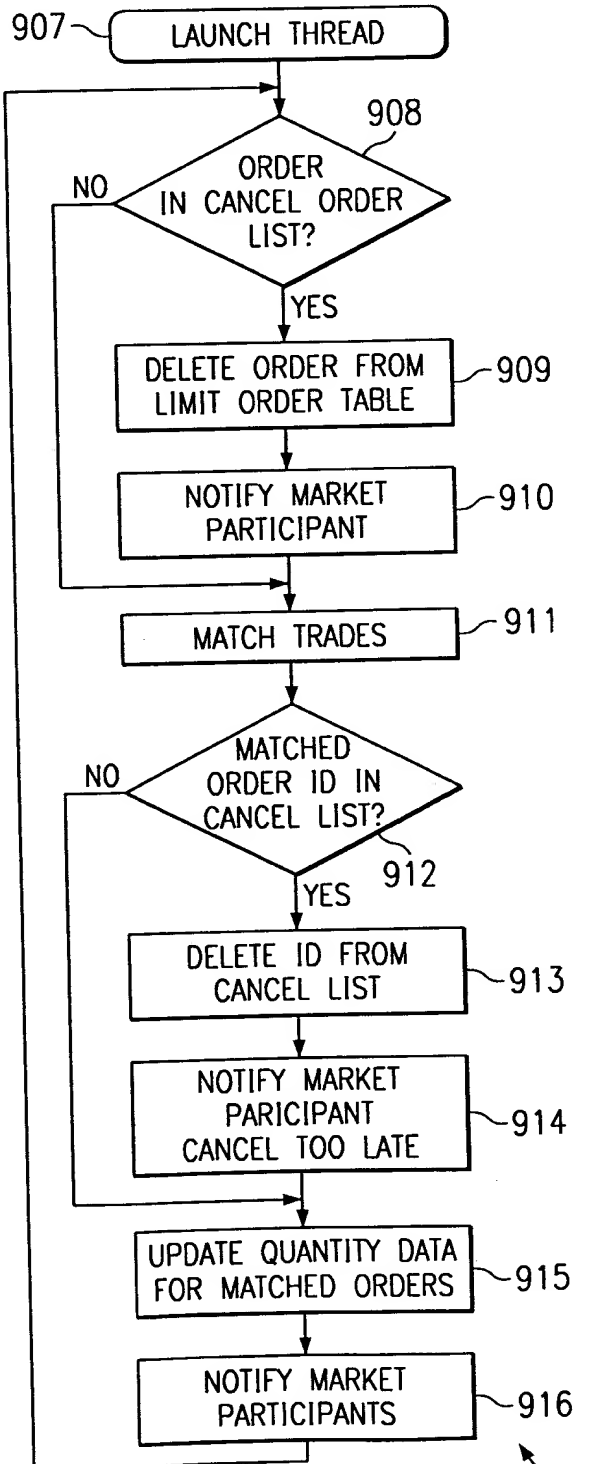 907
LAUNCH THREAD
908
ORDER
IN CANCEL ORDER
LIST?
NO
YES
DELETE ORDER FROM
LIMIT ORDER TABLE
909
NOTIFY MARKET
PARTICIPANT
910
MATCH TRADES
911
MATCHED
ORDER ID IN
CANCEL LIST?
NO
912
YES
DELETE ID FROM
CANCEL LIST
913
NOTIFY MARKET
PARICIPANT
CANCEL TOO LATE
914
UPDATE QUANTITY DATA
FOR MATCHED ORDERS
915
NOTIFY MARKET
PARTICIPANTS
916